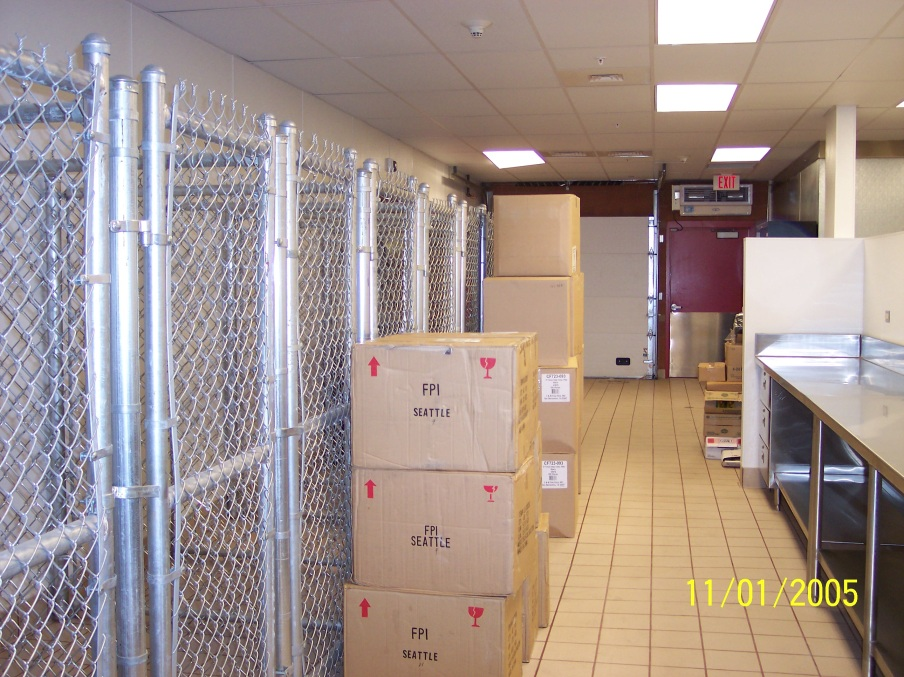 EXIT
FPI
SEATTLE
FPI
SEATTLE
FPI
SEATTLE
11/01/2005